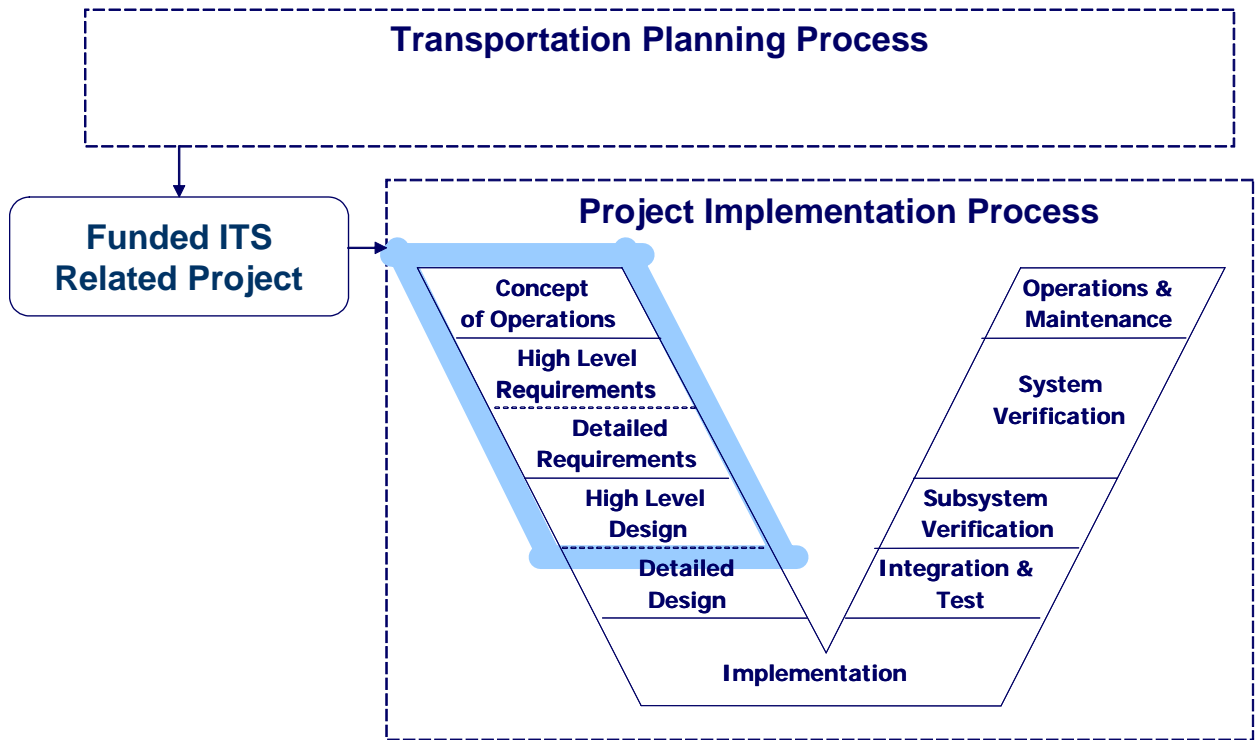 Transportation Planning Process
Funded ITS
Related Project
Project Implementation Process
Concept
of Operations
High Level
Requirements
Detailed
Requirements
High Level
Design
Detailed
Design
Implementation
Operations &
Maintenance
System
Verification
Subsystem
Verification
Integration &
Test